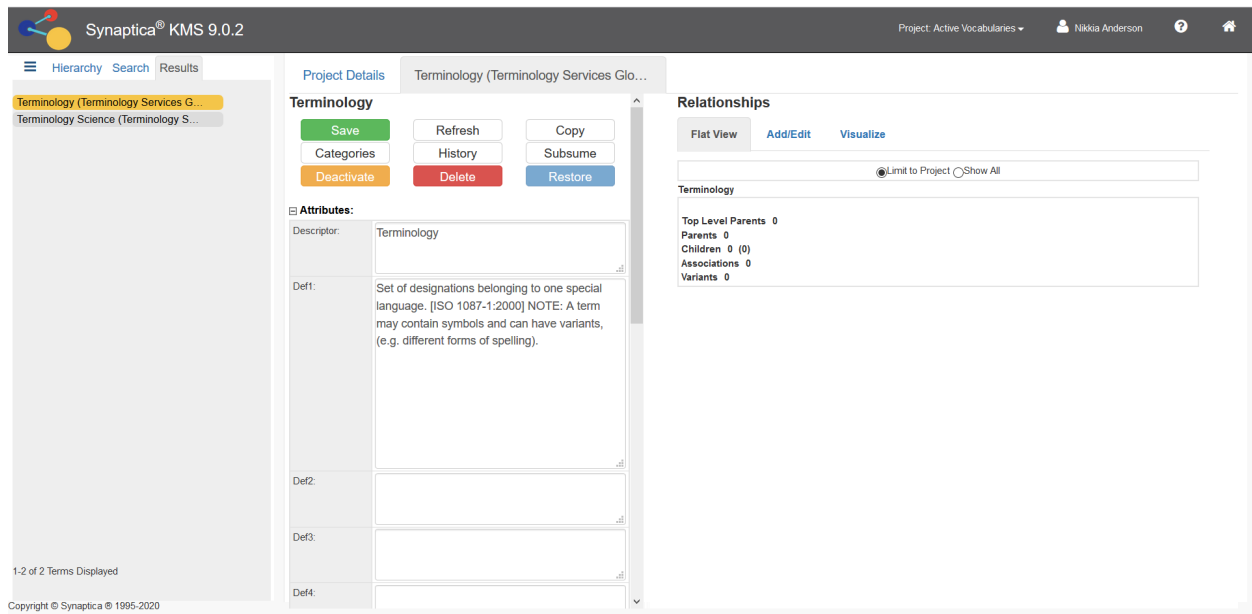 Synaptica® KMS 9.0.2
Project: Active Vocabularies
Nikkia Anderson
?
Hierarchy Search Results
Terminology (Terminology Services G...
Terminology Science (Terminology S...
1-2 of 2 Terms Displayed
Project Details
Terminology (Terminology Services Glo...
Terminology
Save Refresh Copy
Categories History Subsume
Deactivate Delete Restore
Attributes:
Descriptor: Terminology
Def1: Set of designations belonging to one special
language. [ISO 1087-1:2000] NOTE: A term
may contain symbols and can have variants,
(e.g. different forms of spelling).
Def2:
Def3:
Def4:
Relationships
Flat View Add/Edit Visualize
Limit to Project Show All
Terminology
Top Level Parents 0
Parents 0
Children 0 (0)
Associations 0
Variants 0
Copyright © Synaptica ® 1995-2020